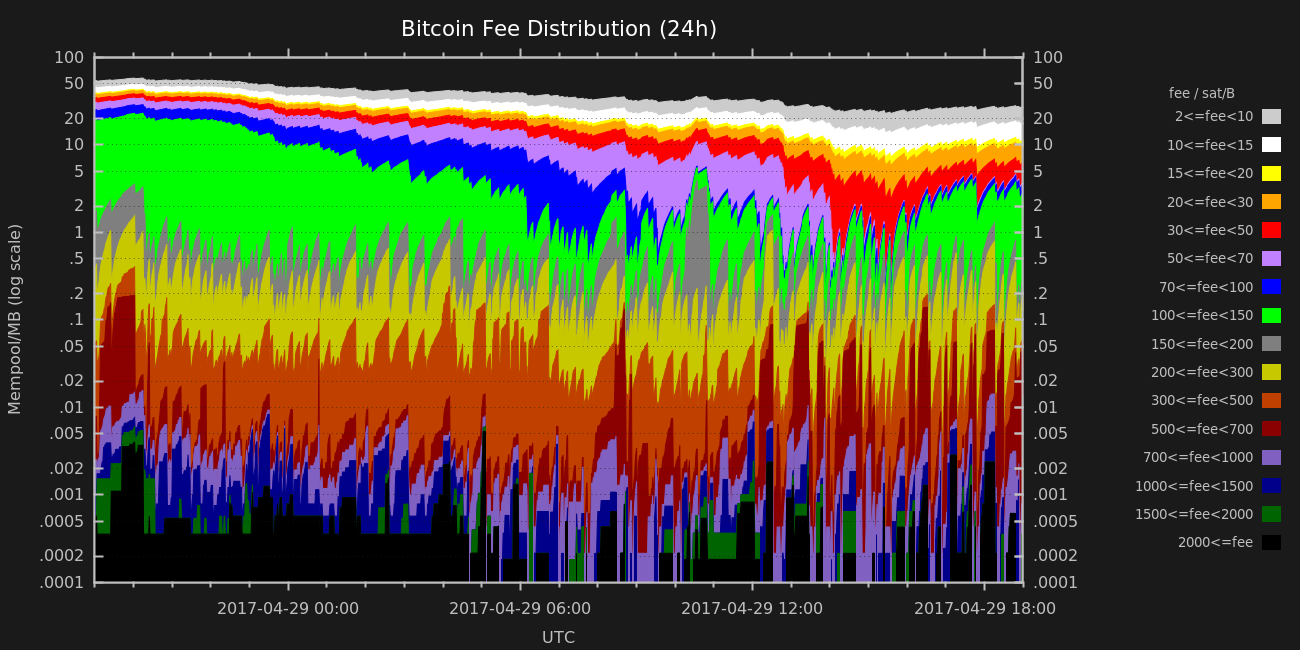 Bitcoin Fee Distribution (24h)
100
50
20
10
5
2
1
.5
.2
.1
.05
.02
.01
.005
.002
.001
.0005
.0002
.0001
Mempool/MB (log scale)
100
50
20
10
5
2
1
.5
.2
.1
.05
.02
.01
.005
.002
.001
.0005
.0002
.0001
2017-04-29 00:00
2017-04-29 06:00
2017-04-29 12:00
2017-04-29 18:00
UTC
fee / sat/B
2<=fee<10
10<=fee<15
15<=fee<20
20<=fee<30
30<=fee<50
50<=fee<70
70<=fee<100
100<=fee<150
150<=fee<200
200<=fee<300
300<=fee<500
500<=fee<700
700<=fee<1000
1000<=fee<1500
1500<=fee<2000
2000<=fee